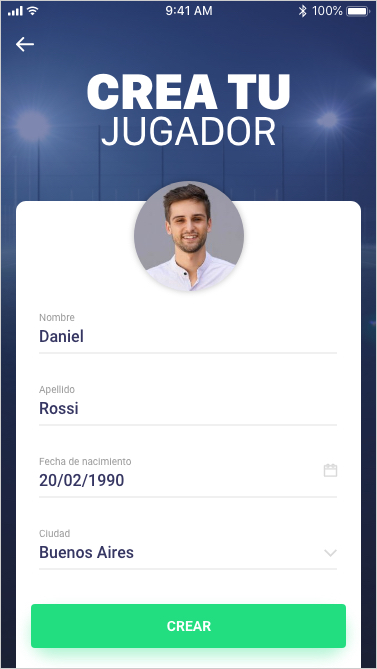 9:41 AM
100%
CREA TU
JUGADOR
Nombre
Daniel
Apellido
Rossi
Fecha de nacimiento
20/02/1990
Ciudad
Buenos Aires
CREAR